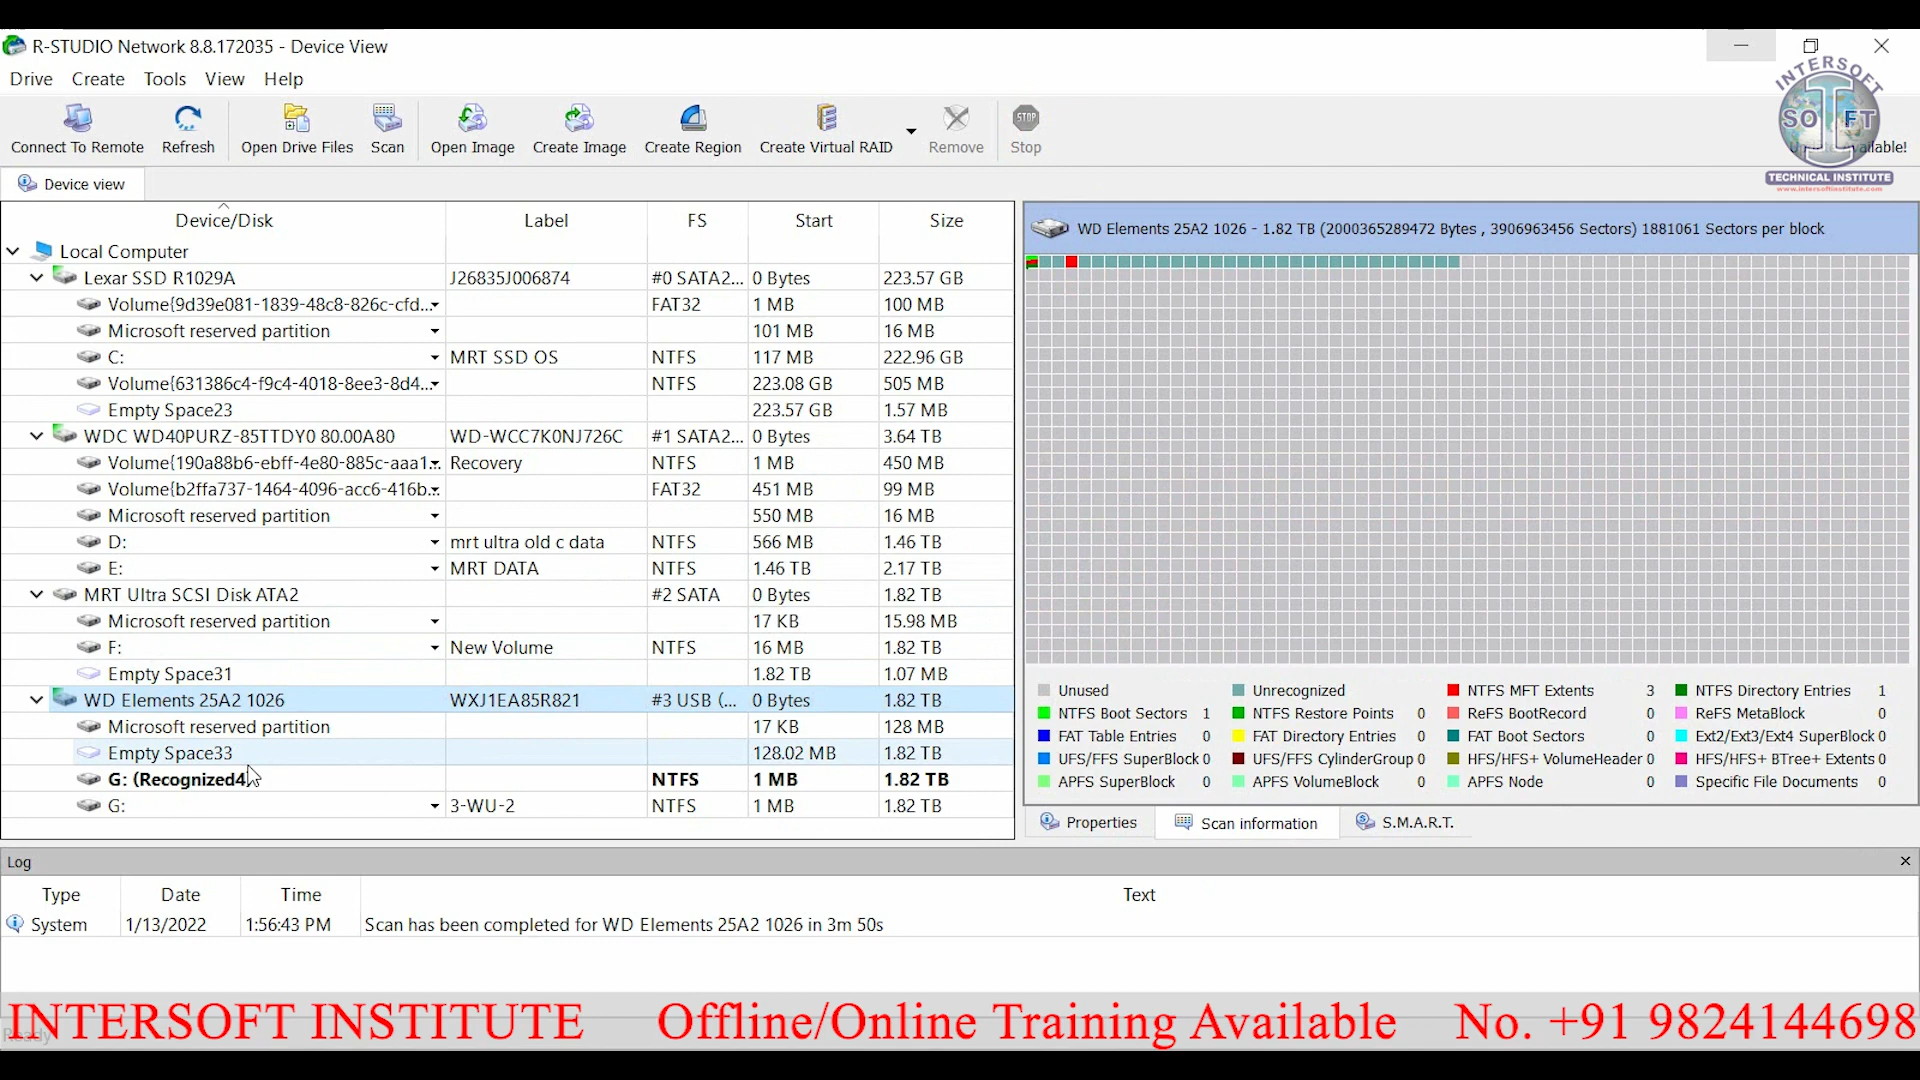 R-STUDIO Network 8.8.172035 - Device View
Drive Create Tools View Help
Connect To Remote Refresh Open Drive Files Scan Open Image Create Image Create Region Create Virtual RAID Remove Stop
INTERSOFT
SOFT
TECHNICAL INSTITUTE
www.intersoftinstitute.com
Device view
Device/Disk Label FS Start Size
Local Computer
Lexar SSD R1029A J26835J006874 #0 SATA2... 0 Bytes 223.57 GB
Volume{9d39e081-1839-48c8-826c-cfd... FAT32 1 MB 100 MB
Microsoft reserved partition 101 MB 16 MB
C: MRT SSD OS NTFS 117 MB 222.96 GB
Volume{631386c4-f9c4-4018-8ee3-8d4... NTFS 223.08 GB 505 MB
Empty Space23 223.57 GB 1.57 MB
WDC WD40PURZ-85TTDY0 80.00A80 WD-WCC7K0NJ726C #1 SATA2... 0 Bytes 3.64 TB
Volume{190a88b6-ebff-4e80-885c-aaa1... Recovery NTFS 1 MB 450 MB
Volume{b2ffa737-1464-4096-acc6-416b... FAT32 451 MB 99 MB
Microsoft reserved partition 550 MB 16 MB
D: mrt ultra old c data NTFS 566 MB 1.46 TB
E: MRT DATA NTFS 1.46 TB 2.17 TB
MRT Ultra SCSI Disk ATA2 #2 SATA 0 Bytes 1.82 TB
Microsoft reserved partition 17 KB 15.98 MB
F: New Volume NTFS 16 MB 1.82 TB
Empty Space31 1.82 TB 1.07 MB
WD Elements 25A2 1026 WXJ1EA85R821 #3 USB (... 0 Bytes 1.82 TB
Microsoft reserved partition 17 KB 128 MB
Empty Space33 128.02 MB 1.82 TB
G: (Recognized4 NTFS 1 MB 1.82 TB
G: 3-WU-2 NTFS 1 MB 1.82 TB
WD Elements 25A2 1026 - 1.82 TB (2000365289472 Bytes , 3906963456 Sectors) 1881061 Sectors per block
Unused Unrecognized NTFS MFT Extents 3 NTFS Directory Entries 1
NTFS Boot Sectors 1 NTFS Restore Points 0 ReFS BootRecord 0 ReFS MetaBlock 0
FAT Table Entries 0 FAT Directory Entries 0 FAT Boot Sectors 0 Ext2/Ext3/Ext4 SuperBlock 0
UFS/FFS SuperBlock 0 UFS/FFS CylinderGroup 0 HFS/HFS+ VolumeHeader 0 HFS/HFS+ BTree+ Extents 0
APFS SuperBlock 0 APFS VolumeBlock 0 APFS Node 0 Specific File Documents 0
Properties Scan information S.M.A.R.T.
Log
Type Date Time Text
System 1/13/2022 1:56:43 PM Scan has been completed for WD Elements 25A2 1026 in 3m 50s
INTERSOFT INSTITUTE Offline/Online Training Available No. +91 9824144698
Ready